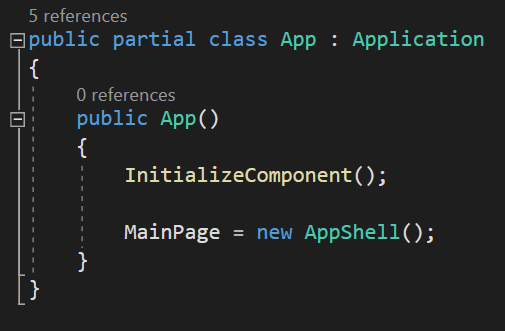 5 references
public partial class App : Application
{
0 references
public App()
{
InitializeComponent();
MainPage = new AppShell();
}
}